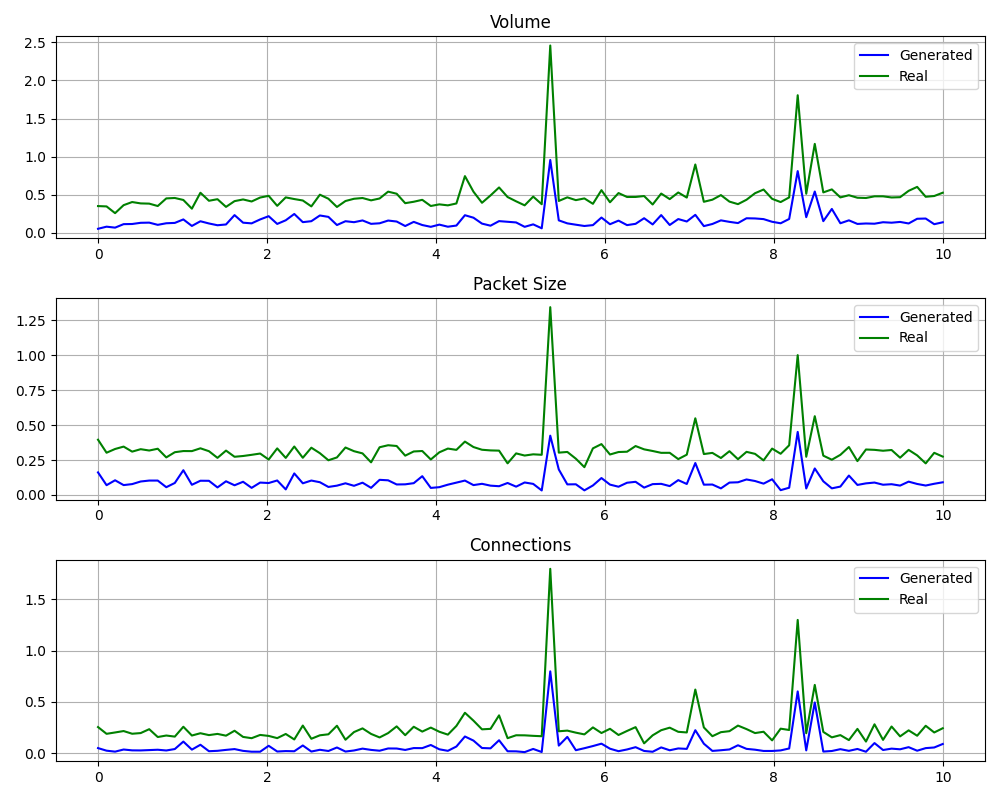 Volume
2.5
2.0
1.5
1.0
0.5
0.0
Generated
Real
0 2 4 6 8 10
Packet Size
1.25
1.00
0.75
0.50
0.25
0.00
Generated
Real
0 2 4 6 8 10
Connections
1.5
1.0
0.5
0.0
Generated
Real
0 2 4 6 8 10